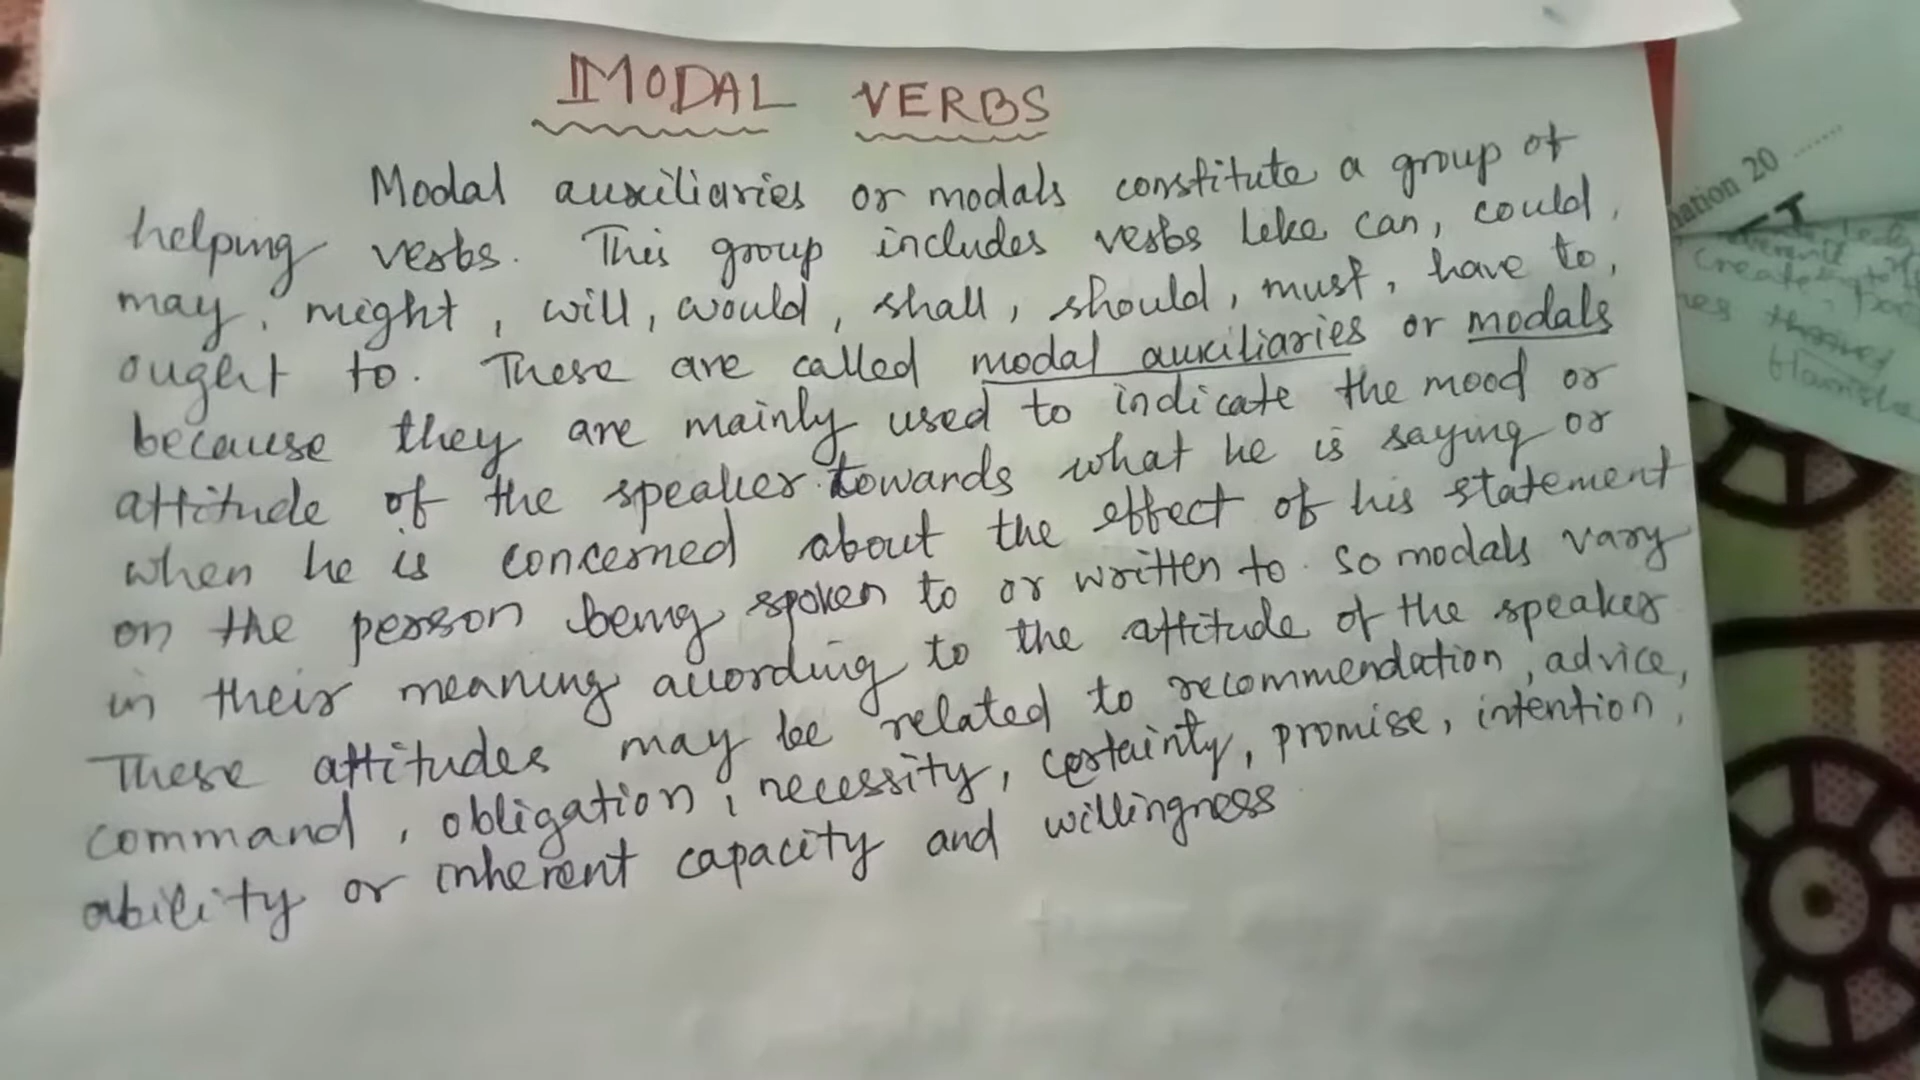 MODAL VERBS
Modal auxiliaries or modals constitute a group of
helping verbs. This group includes verbs like can, could,
may, might, will, would, shall, should, must, have to,
ought to. These are called modal auxiliaries or modals
because they are mainly used to indicate the mood or
attitude of the speaker towards what he is saying or
when he is concerned about the effect of his statement
on the person being spoken to or written to. So modals vary
in their meaning according to the attitude of the speaker
These attitudes may be related to recommendation, advice,
command, obligation, necessity, certainty, promise, intention,
ability or inherent capacity and willingness
ation 20 ......